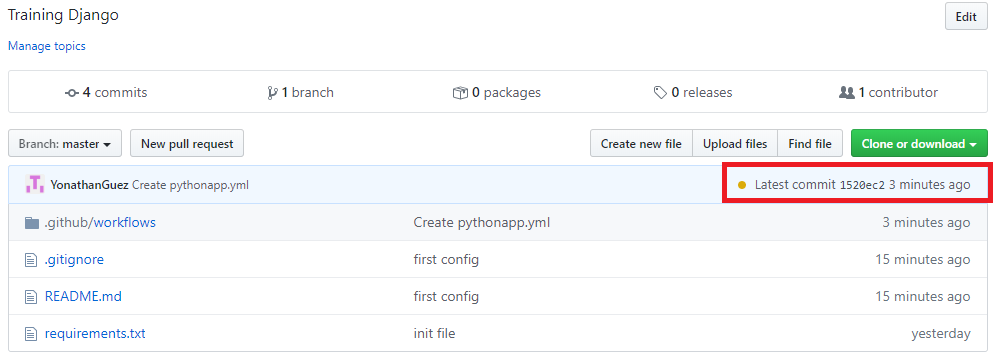 Training Django
Edit
Manage topics
4 commits
1 branch
0 packages
0 releases
1 contributor
Branch: master
New pull request
Create new file
Upload files
Find file
Clone or download
YonathanGuez Create pythonapp.yml
Latest commit 1520ec2 3 minutes ago
.github/workflows
Create pythonapp.yml
3 minutes ago
.gitignore
first config
15 minutes ago
README.md
first config
15 minutes ago
requirements.txt
init file
yesterday